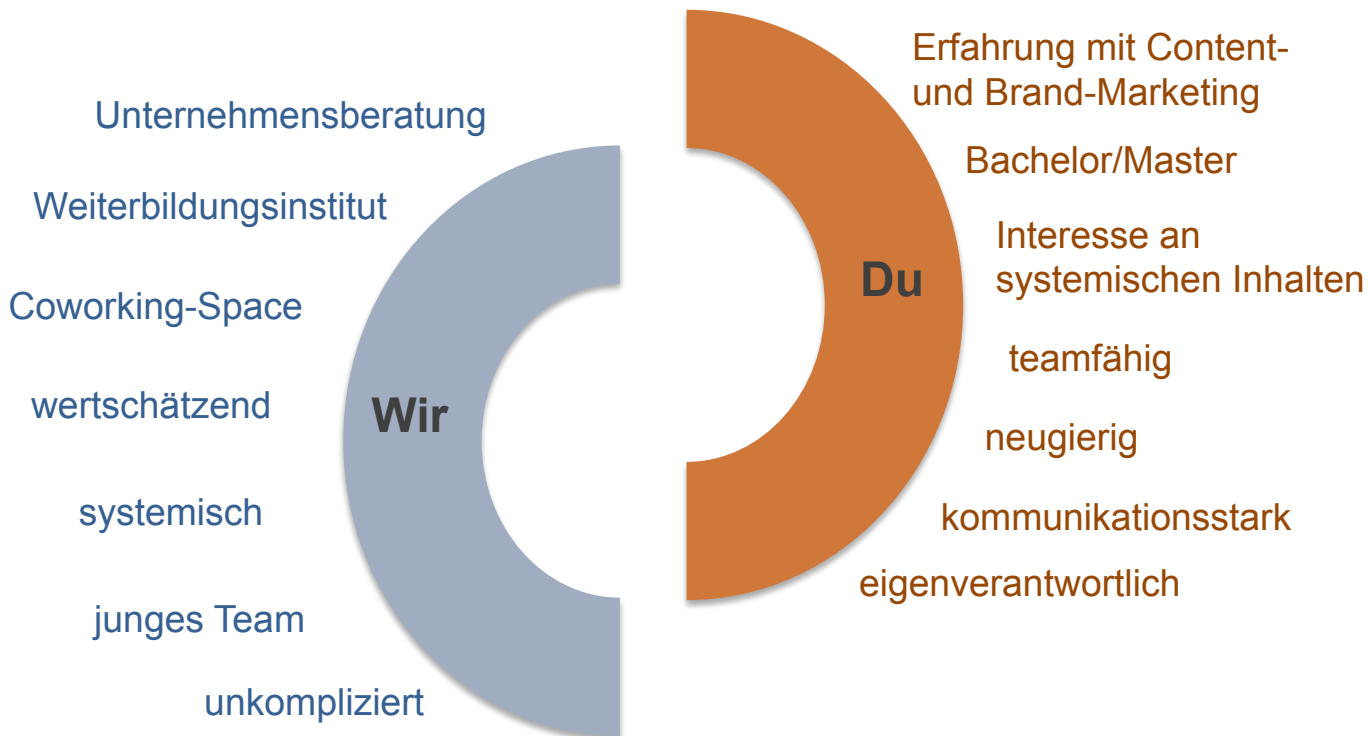 Unternehmensberatung
Weiterbildungsinstitut
Coworking-Space
wertschätzend
Wir
systemisch
junges Team
unkompliziert
Erfahrung mit Content-
und Brand-Marketing
Bachelor/Master
Interesse an
systemischen Inhalten
Du
teamfähig
neugierig
kommunikationsstark
eigenverantwortlich